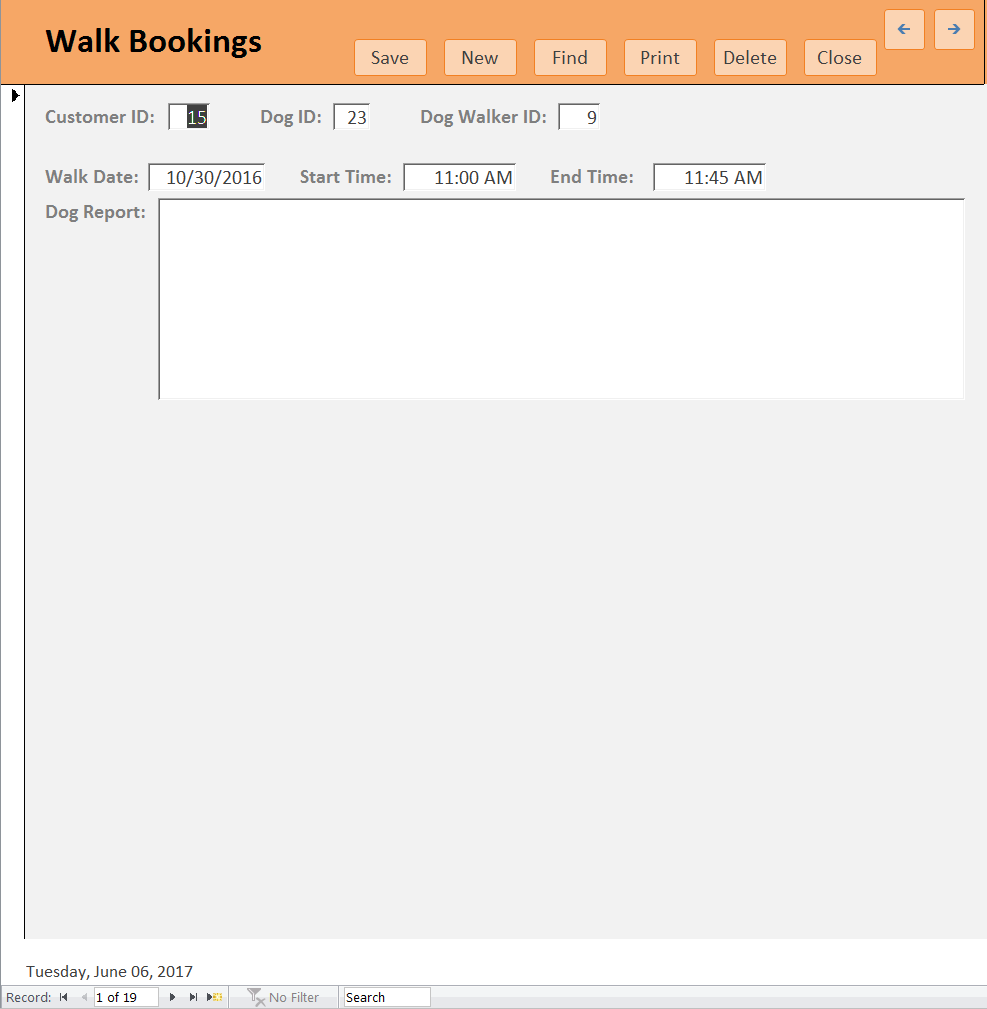 Walk Bookings
Save New Find Print Delete Close
Customer ID: 15 Dog ID: 23 Dog Walker ID: 9
Walk Date: 10/30/2016 Start Time: 11:00 AM End Time: 11:45 AM
Dog Report:
Tuesday, June 06, 2017
Record: 1 of 19 No Filter Search